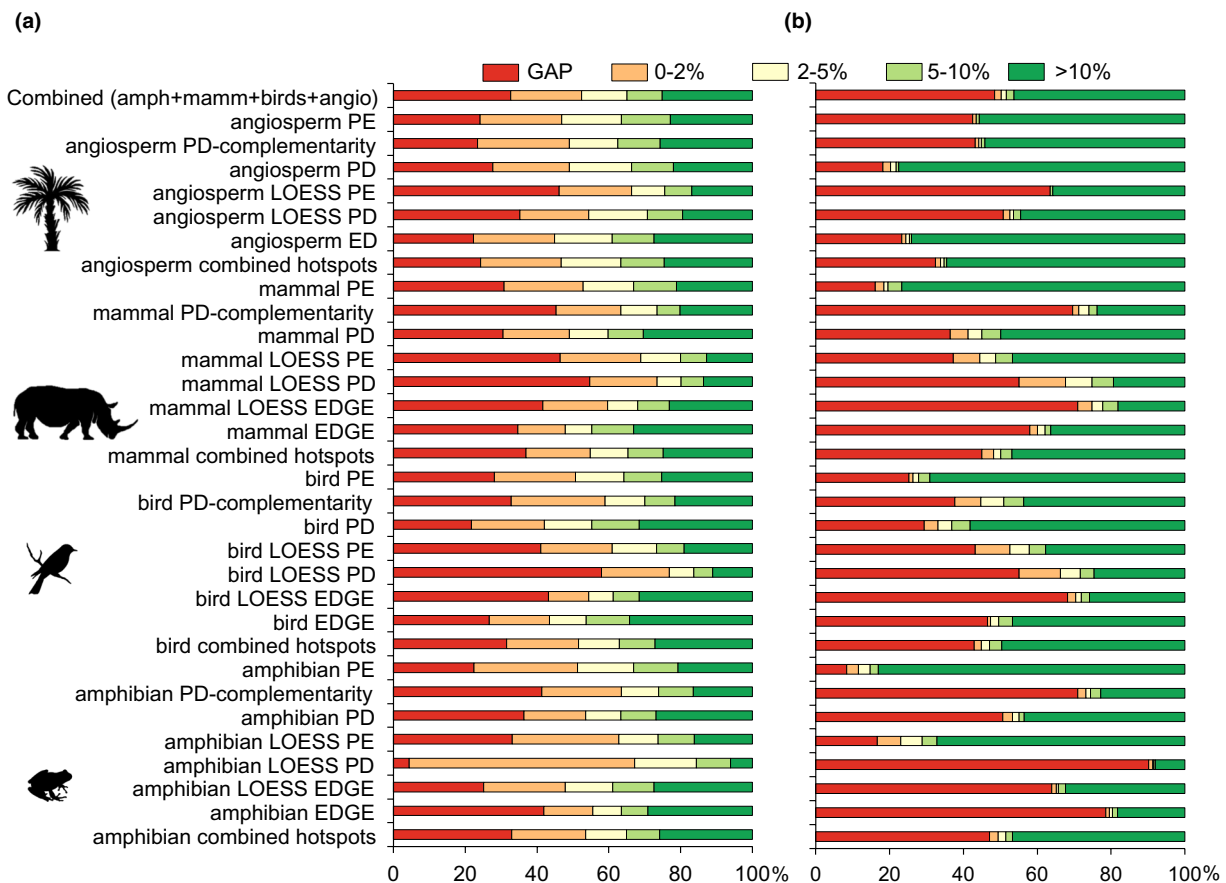 (a)
(b)
GAP 0-2% 2-5% 5-10% >10%
Combined (amph+mamm+birds+angio)
angiosperm PE
angiosperm PD-complementarity
angiosperm PD
angiosperm LOESS PE
angiosperm LOESS PD
angiosperm ED
angiosperm combined hotspots
mammal PE
mammal PD-complementarity
mammal PD
mammal LOESS PE
mammal LOESS PD
mammal LOESS EDGE
mammal EDGE
mammal combined hotspots
bird PE
bird PD-complementarity
bird PD
bird LOESS PE
bird LOESS PD
bird LOESS EDGE
bird EDGE
bird combined hotspots
amphibian PE
amphibian PD-complementarity
amphibian PD
amphibian LOESS PE
amphibian LOESS PD
amphibian LOESS EDGE
amphibian EDGE
amphibian combined hotspots
0 20 40 60 80 100%
0 20 40 60 80 100%